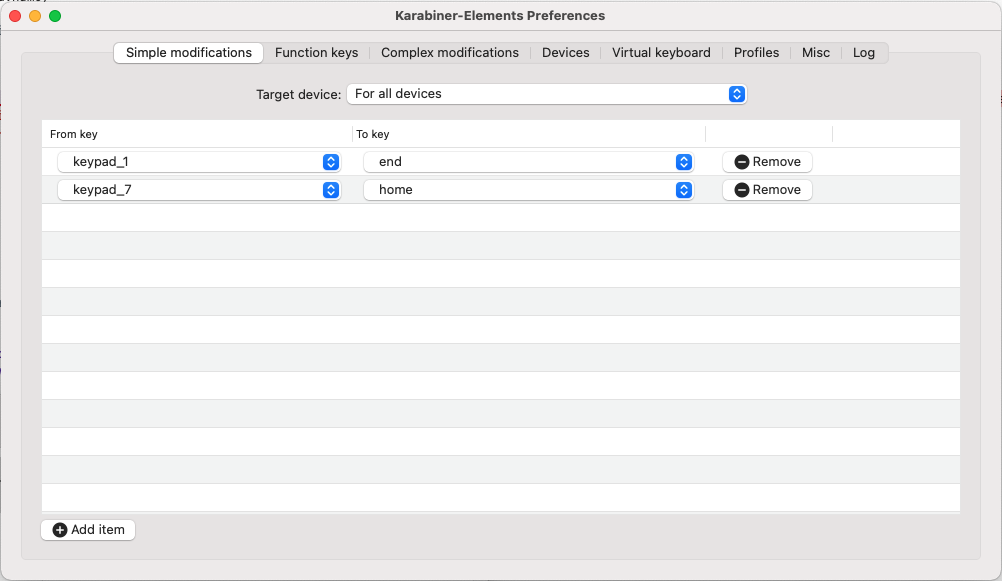 Karabiner-Elements Preferences
Simple modifications Function keys Complex modifications Devices Virtual keyboard Profiles Misc Log
Target device: For all devices
From key To key
keypad_1 end Remove
keypad_7 home Remove
Add item